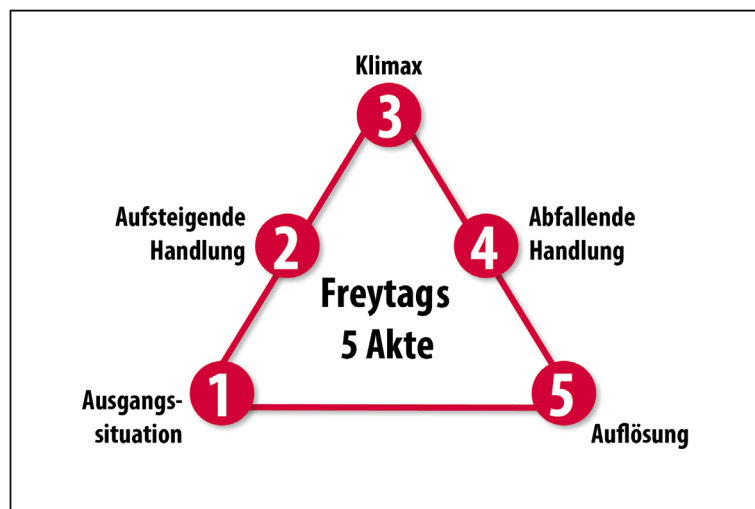 Klimax
3
Aufsteigende
Handlung
2
4
Abfallende
Handlung
Freytags
5 Akte
1
Ausgangs-
situation
5
Auflösung